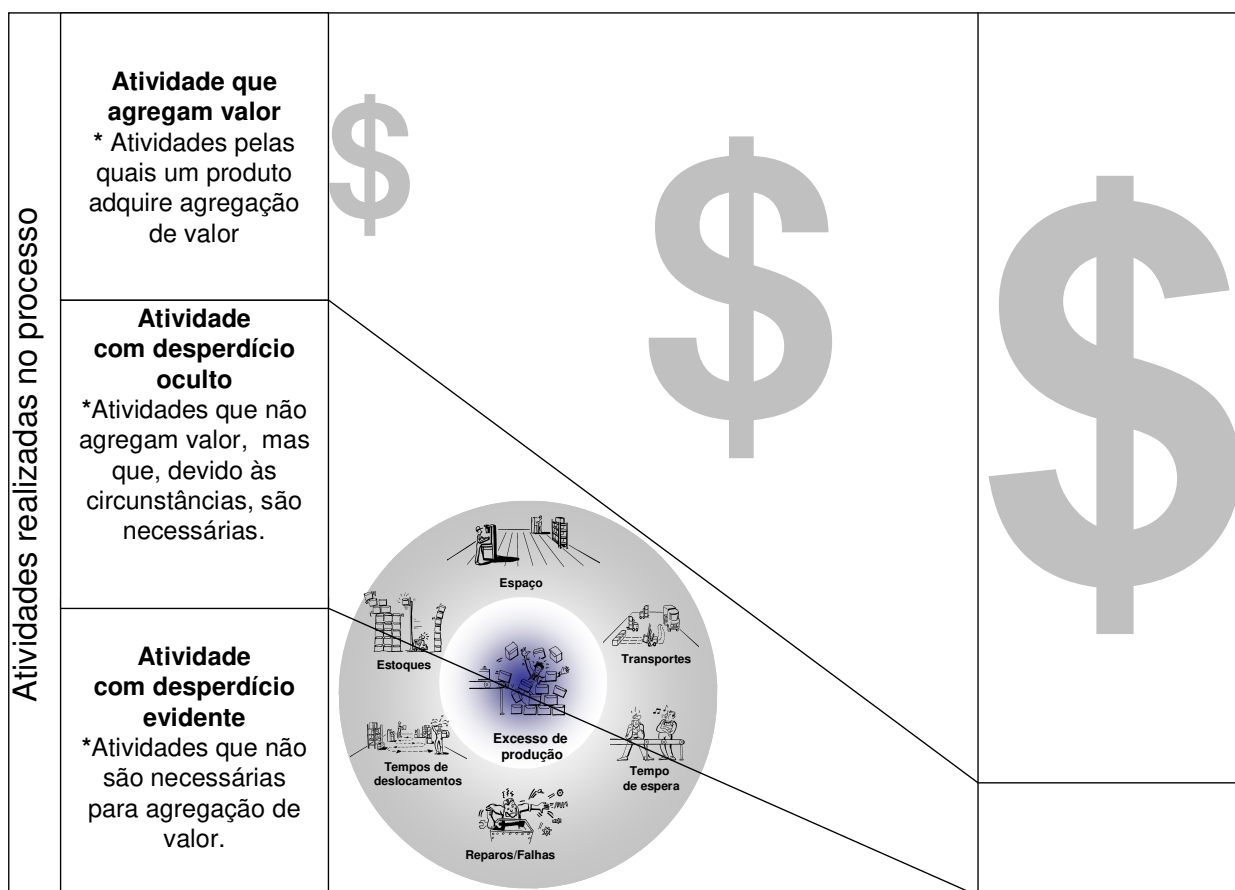 Atividades realizadas no processo
Atividade que
agregam valor
* Atividades pelas
quais um produto
adquire agregação
de valor
Atividade
com desperdício
oculto
*Atividades que não
agregam valor, mas
que, devido às
circunstâncias, são
necessárias.
Atividade
com desperdício
evidente
*Atividades que não
são necessárias
para agregação de
valor.
$
$
$
Espaço
Estoques
Transportes
Excesso de
produção
Tempos de
deslocamentos
Tempo
de espera
Reparos/Falhas